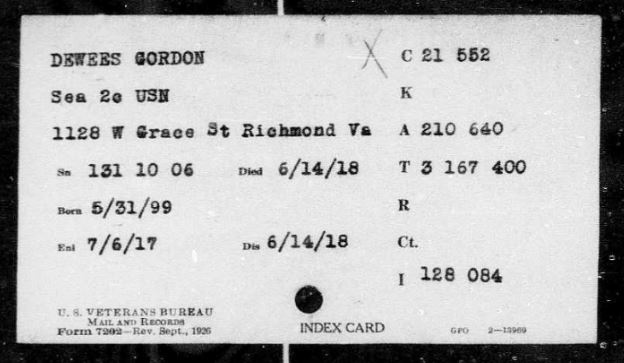 DEWEES GORDON C 21 552
Sea 2c USN K
1128 W Grace St Richmond Va A 210 640
Sn 131 10 06 Died 6/14/18 T 3 167 400
Born 5/31/99 R
Enl 7/6/17 Dis 6/14/18 Ct.
I 128 084
U. S. VETERANS BUREAU
MAIL AND RECORDS
Form 7202—Rev. Sept., 1926 INDEX CARD GPO 2—13969